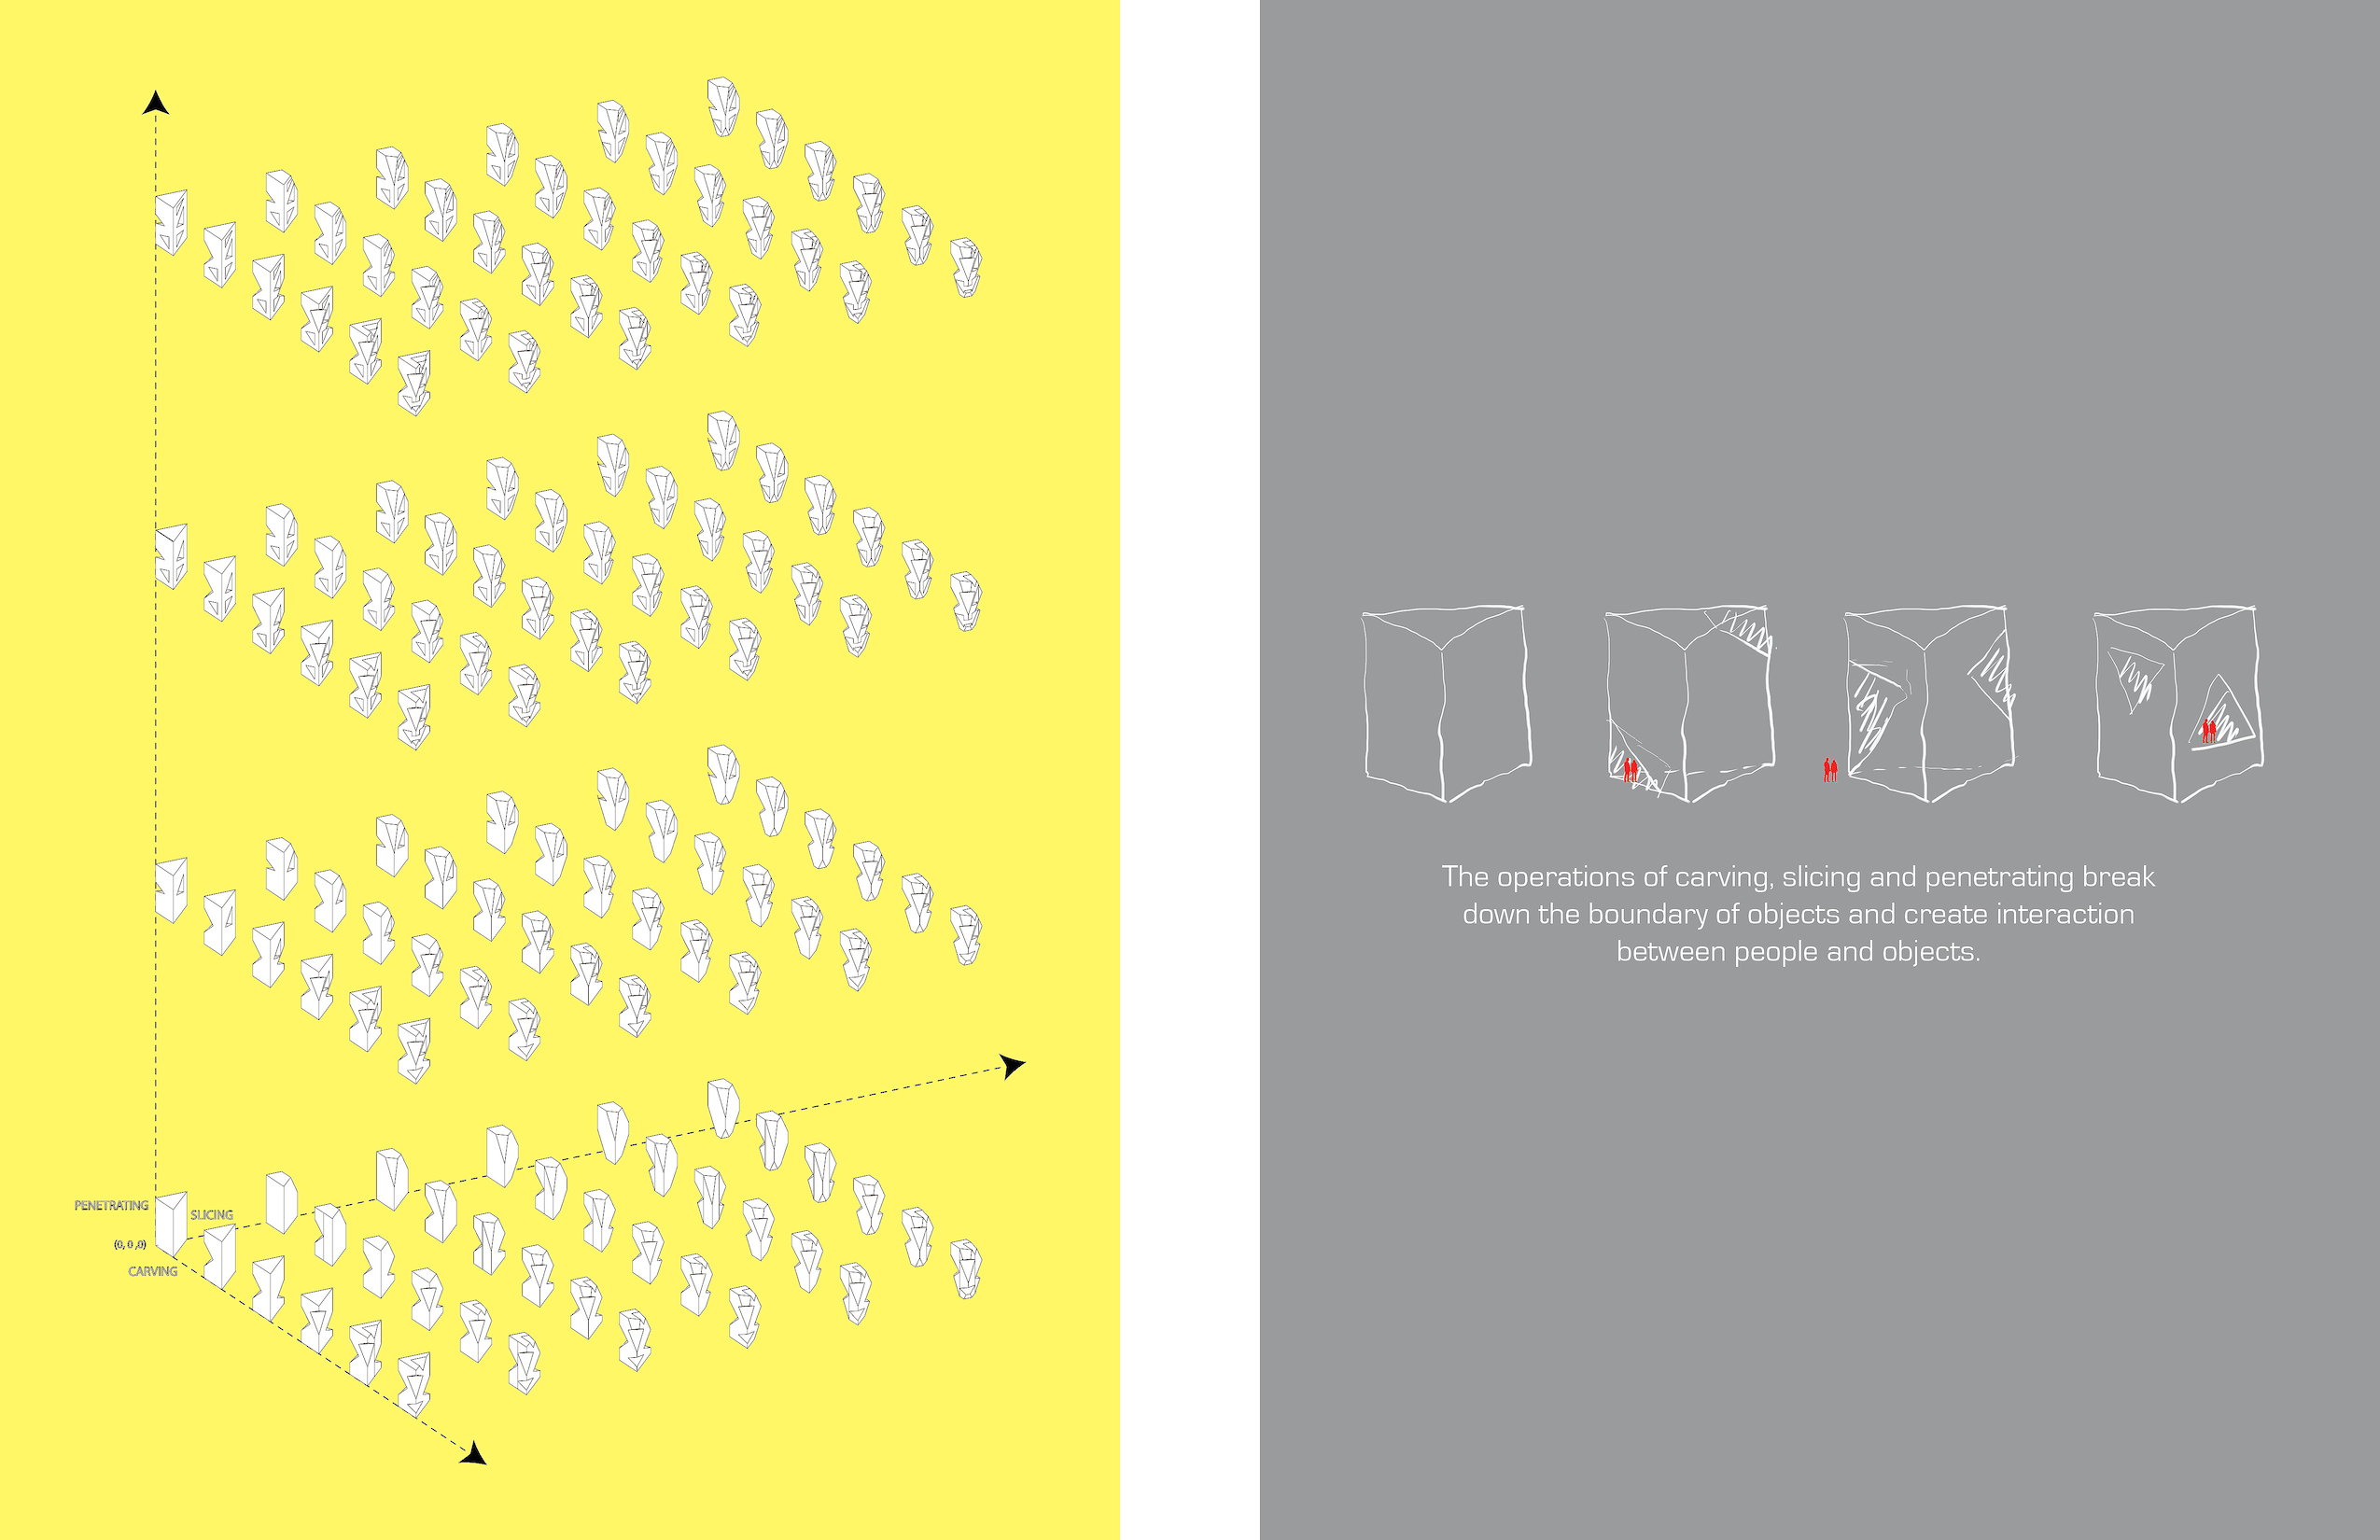 PENETRATING
SLICING
(0, 0 ,0)
CARVING
The operations of carving, slicing and penetrating break
down the boundary of objects and create interaction
between people and objects.